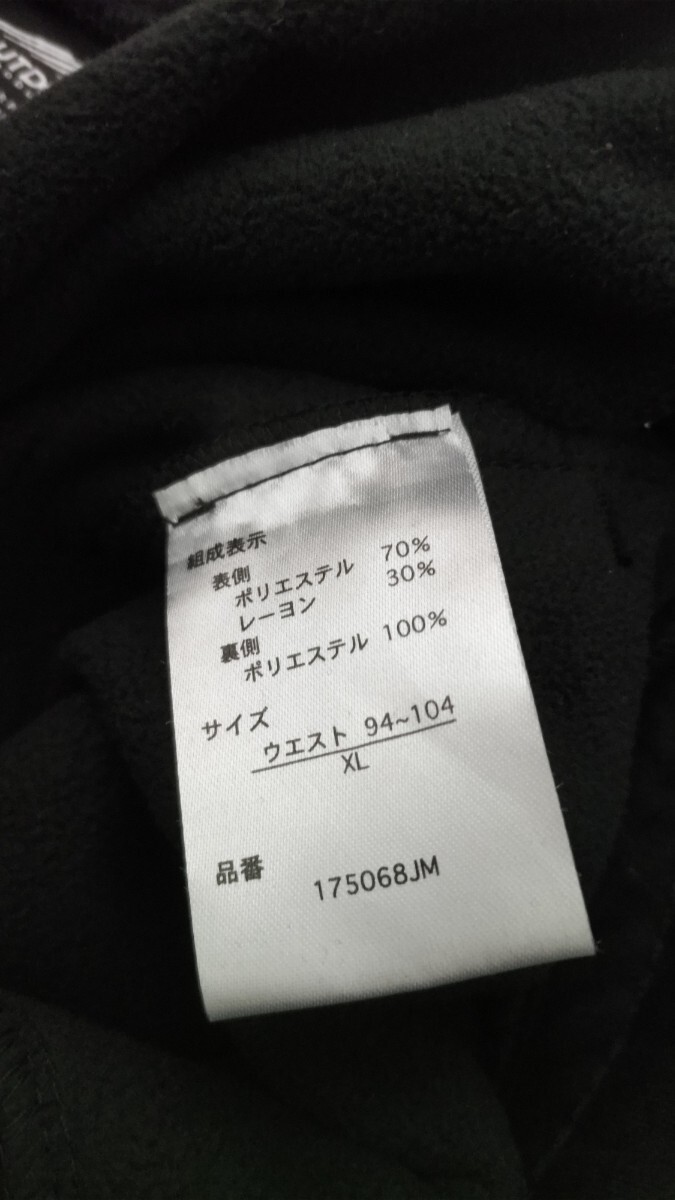 組成表示
表側
ポリエステル 70%
レーヨン 30%
裏側
ポリエステル 100%
サイズ
ウエスト 94~104
XL
品番
175068JM